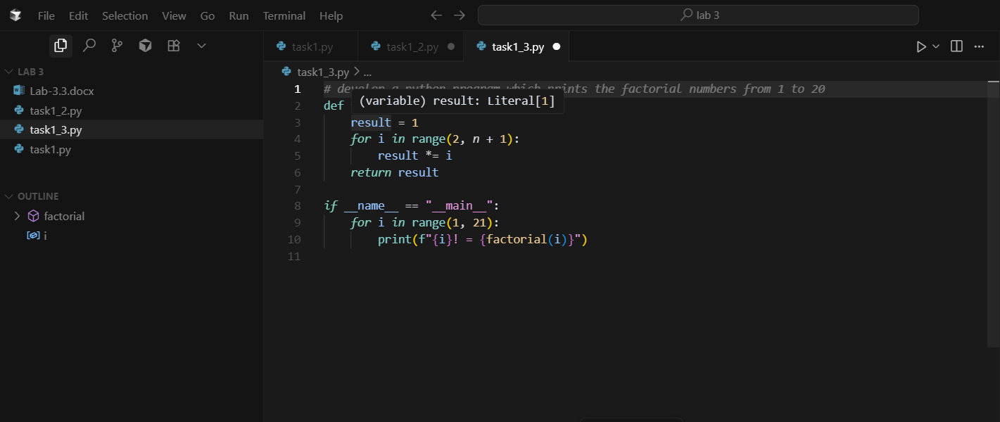 File Edit Selection View Go Run Terminal Help
lab 3
task1.py
task1_2.py
task1_3.py
LAB 3
Lab-3.3.docx
task1_2.py
task1_3.py
task1.py
OUTLINE
factorial
i
task1_3.py > ...
1 # develop a python program which prints the factorial numbers from 1 to 20
(variable) result: Literal[1]
2 def
3 result = 1
4 for i in range(2, n + 1):
5 result *= i
6 return result
7
8 if __name__ == "__main__":
9 for i in range(1, 21):
10 print(f"{i}! = {factorial(i)}")
11